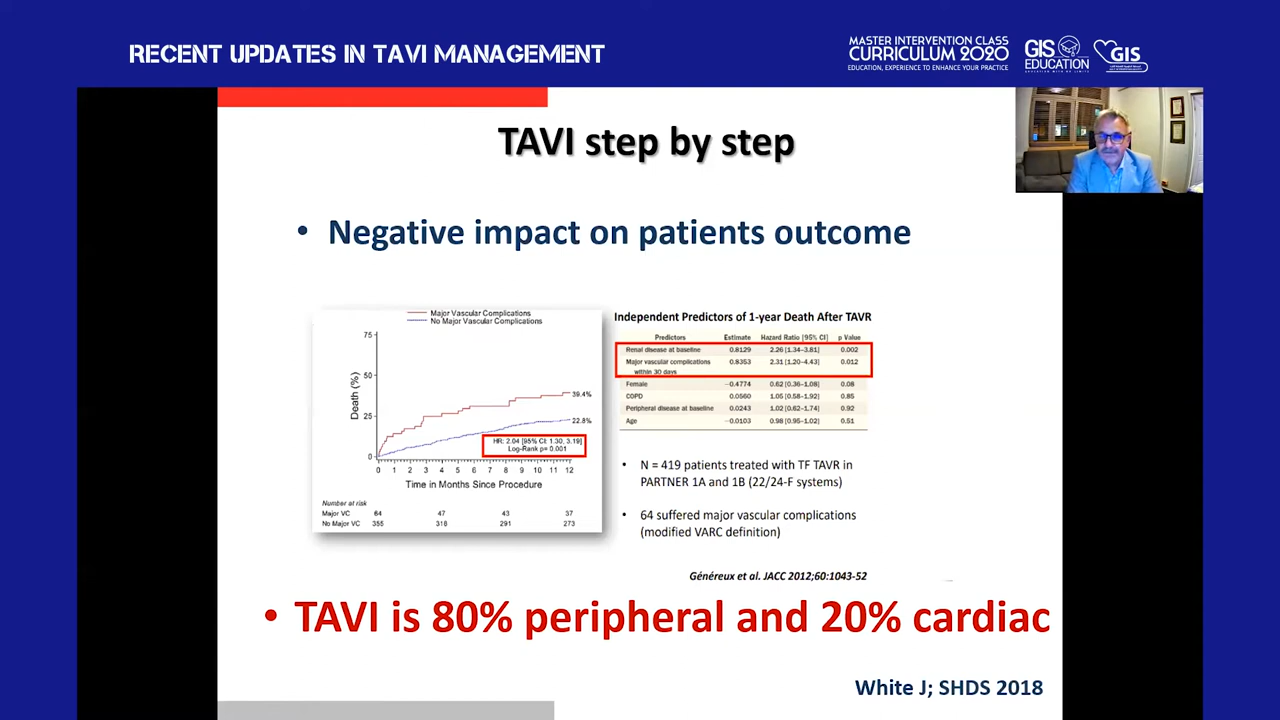 RECENT UPDATES IN TAVI MANAGEMENT
MASTER INTERVENTION CLASS
CURRICULUM 2020
EDUCATION, EXPERIENCE TO ENHANCE YOUR PRACTICE
GIS
EDUCATION
GIS
TAVI step by step
• Negative impact on patients outcome
Major Vascular Complications
No Major Vascular Complications
Death (%)
75
50
25
0
39.4%
22.8%
HR: 2.04 [95% CI: 1.30, 3.19]
Log-Rank p= 0.001
0 1 2 3 4 5 6 7 8 9 10 11 12
Time in Months Since Procedure
Number at risk
Major VC 64 47 43 37
No Major VC 355 318 291 273
Independent Predictors of 1-year Death After TAVR
Predictors Estimate Hazard Ratio [95% CI] p Value
Renal disease at baseline 0.8129 2.26 [1.34–3.81] 0.002
Major vascular complications 0.8353 2.31 [1.20–4.43] 0.012
within 30 days
Female −0.4774 0.62 [0.36–1.08] 0.08
COPD 0.0560 1.05 [0.58–1.92] 0.85
Peripheral disease at baseline 0.0243 1.02 [0.62–1.74] 0.92
Age −0.0103 0.98 [0.95–1.02] 0.51
• N = 419 patients treated with TF TAVR in
PARTNER 1A and 1B (22/24-F systems)
• 64 suffered major vascular complications
(modified VARC definition)
Généreux et al. JACC 2012;60:1043-52
• TAVI is 80% peripheral and 20% cardiac
White J; SHDS 2018